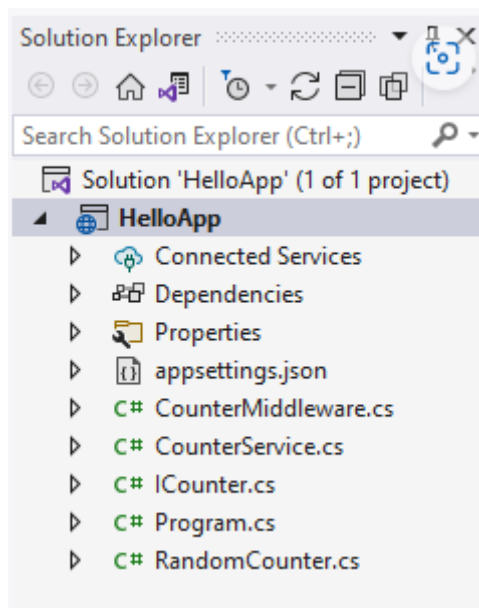 Solution Explorer
Search Solution Explorer (Ctrl+;)
Solution 'HelloApp' (1 of 1 project)
HelloApp
Connected Services
Dependencies
Properties
appsettings.json
C# CounterMiddleware.cs
C# CounterService.cs
C# ICounter.cs
C# Program.cs
C# RandomCounter.cs